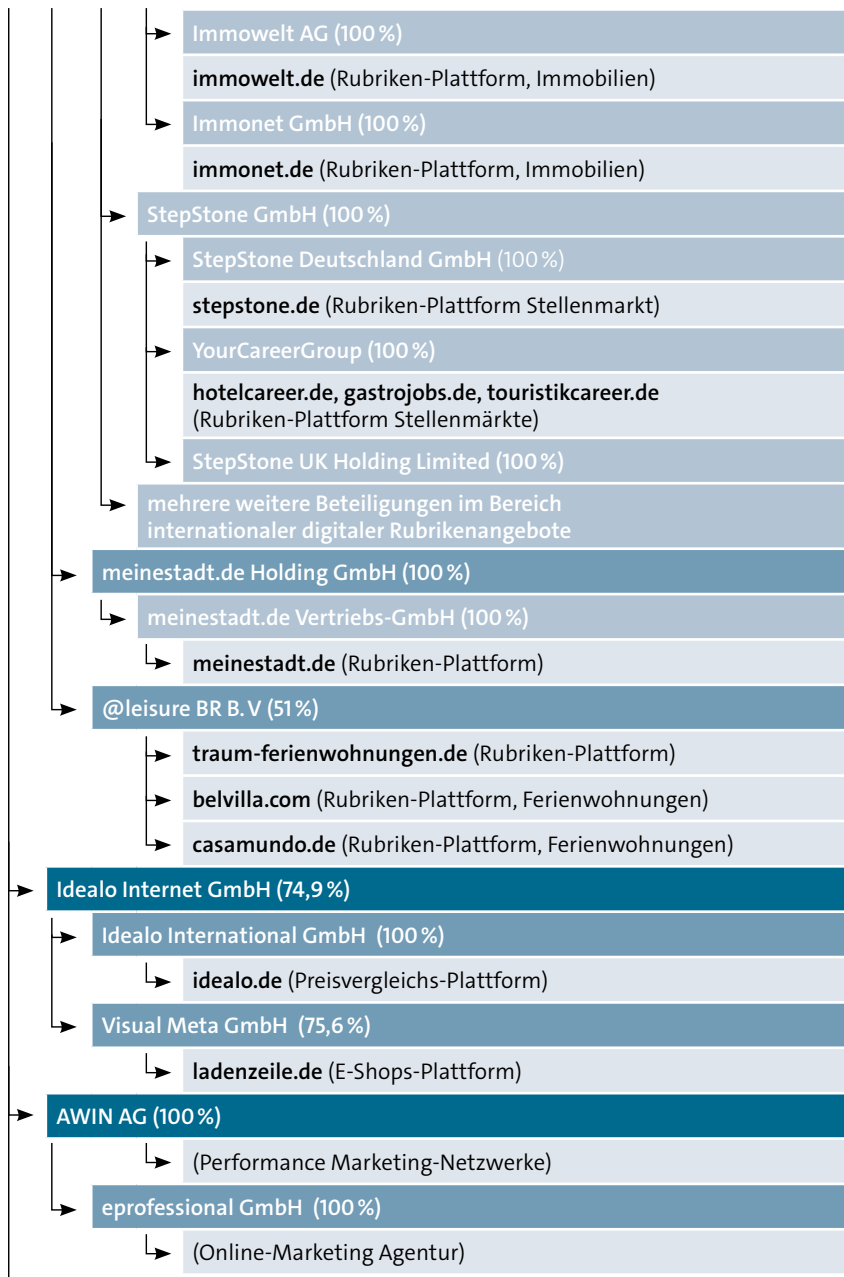 Immowelt AG (100 %)
immowelt.de (Rubriken-Plattform, Immobilien)
Immonet GmbH (100 %)
immonet.de (Rubriken-Plattform, Immobilien)
StepStone GmbH (100 %)
StepStone Deutschland GmbH (100 %)
stepstone.de (Rubriken-Plattform Stellenmarkt)
YourCareerGroup (100 %)
hotelcareer.de, gastrojobs.de, touristikcareer.de
(Rubriken-Plattform Stellenmärkte)
StepStone UK Holding Limited (100 %)
mehrere weitere Beteiligungen im Bereich
internationaler digitaler Rubrikenangebote
meinestadt.de Holding GmbH (100 %)
meinestadt.de Vertriebs-GmbH (100 %)
meinestadt.de (Rubriken-Plattform)
@leisure BR B. V (51 %)
traum-ferienwohnungen.de (Rubriken-Plattform)
belvilla.com (Rubriken-Plattform, Ferienwohnungen)
casamundo.de (Rubriken-Plattform, Ferienwohnungen)
Idealo Internet GmbH (74,9 %)
Idealo International GmbH (100 %)
idealo.de (Preisvergleichs-Plattform)
Visual Meta GmbH (75,6 %)
ladenzeile.de (E-Shops-Plattform)
AWIN AG (100 %)
(Performance Marketing-Netzwerke)
eprofessional GmbH (100 %)
(Online-Marketing Agentur)